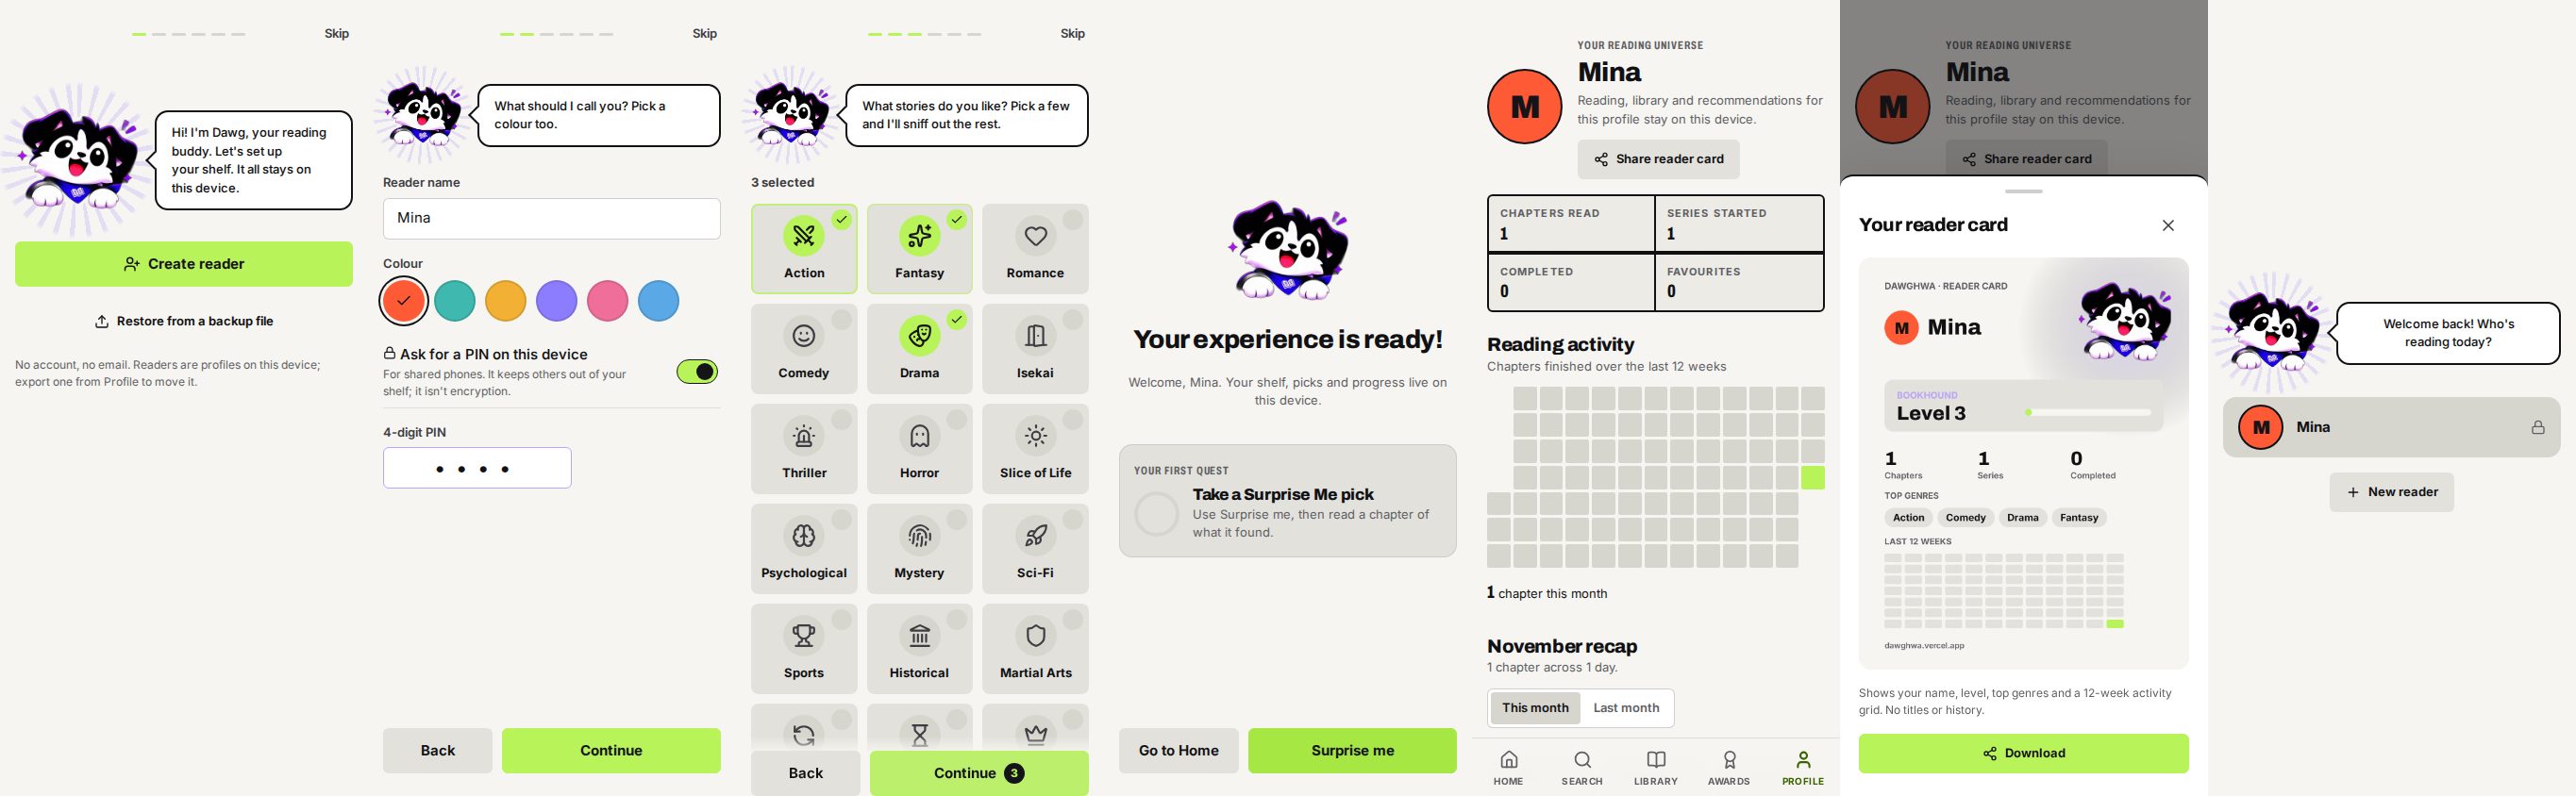 Skip
Hi! I'm Dawg, your reading
buddy. Let's set up
your shelf. It all stays on
this device.
Create reader
Restore from a backup file
No account, no email. Readers are profiles on this device;
export one from Profile to move it.
Skip
What should I call you? Pick a
colour too.
Reader name
Mina
Colour
Ask for a PIN on this device
For shared phones. It keeps others out of your
shelf; it isn't encryption.
4-digit PIN
Back
Continue
Skip
What stories do you like? Pick a few
and I'll sniff out the rest.
3 selected
Action
Fantasy
Romance
Comedy
Drama
Isekai
Thriller
Horror
Slice of Life
Psychological
Mystery
Sci-Fi
Sports
Historical
Martial Arts
Back
Continue 3
Your experience is ready!
Welcome, Mina. Your shelf, picks and progress live on
this device.
YOUR FIRST QUEST
Take a Surprise Me pick
Use Surprise me, then read a chapter of
what it found.
Go to Home
Surprise me
YOUR READING UNIVERSE
M
Mina
Reading, library and recommendations for
this profile stay on this device.
Share reader card
CHAPTERS READ
1
SERIES STARTED
1
COMPLETED
0
FAVOURITES
0
Reading activity
Chapters finished over the last 12 weeks
1 chapter this month
November recap
1 chapter across 1 day.
This month
Last month
HOME
SEARCH
LIBRARY
AWARDS
PROFILE
YOUR READING UNIVERSE
M
Mina
Reading, library and recommendations for
this profile stay on this device.
Share reader card
Your reader card
DAWGHWA · READER CARD
M
Mina
BOOKHOUND
Level 3
1
Chapters
1
Series
0
Completed
TOP GENRES
Action
Comedy
Drama
Fantasy
LAST 12 WEEKS
dawghwa.vercel.app
Shows your name, level, top genres and a 12-week activity
grid. No titles or history.
Download
Welcome back! Who's
reading today?
M
Mina
New reader